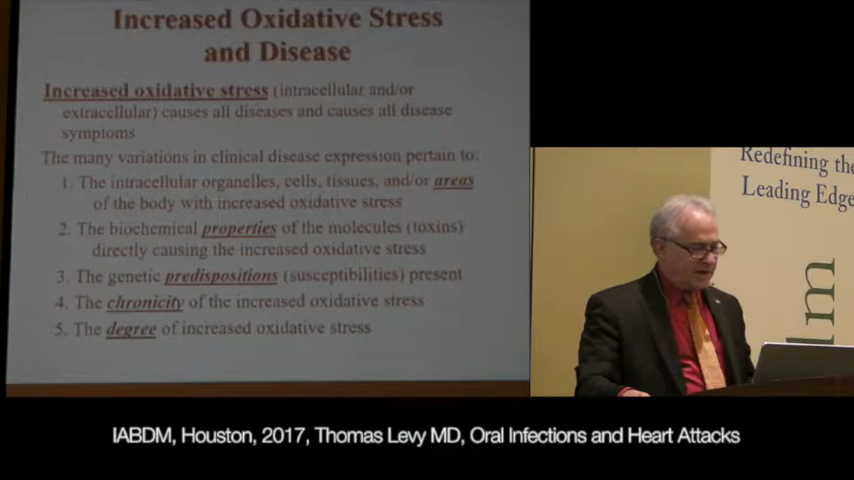 Increased Oxidative Stress
and Disease
Increased oxidative stress (intracellular and/or
extracellular) causes all diseases and causes all disease
symptoms
The many variations in clinical disease expression pertain to:
1. The intracellular organelles, cells, tissues, and/or areas
of the body with increased oxidative stress
2. The biochemical properties of the molecules (toxins)
directly causing the increased oxidative stress
3. The genetic predispositions (susceptibilities) present
4. The chronicity of the increased oxidative stress
5. The degree of increased oxidative stress
Redefining the
Leading Edge
dm
IABDM, Houston, 2017, Thomas Levy MD, Oral Infections and Heart Attacks